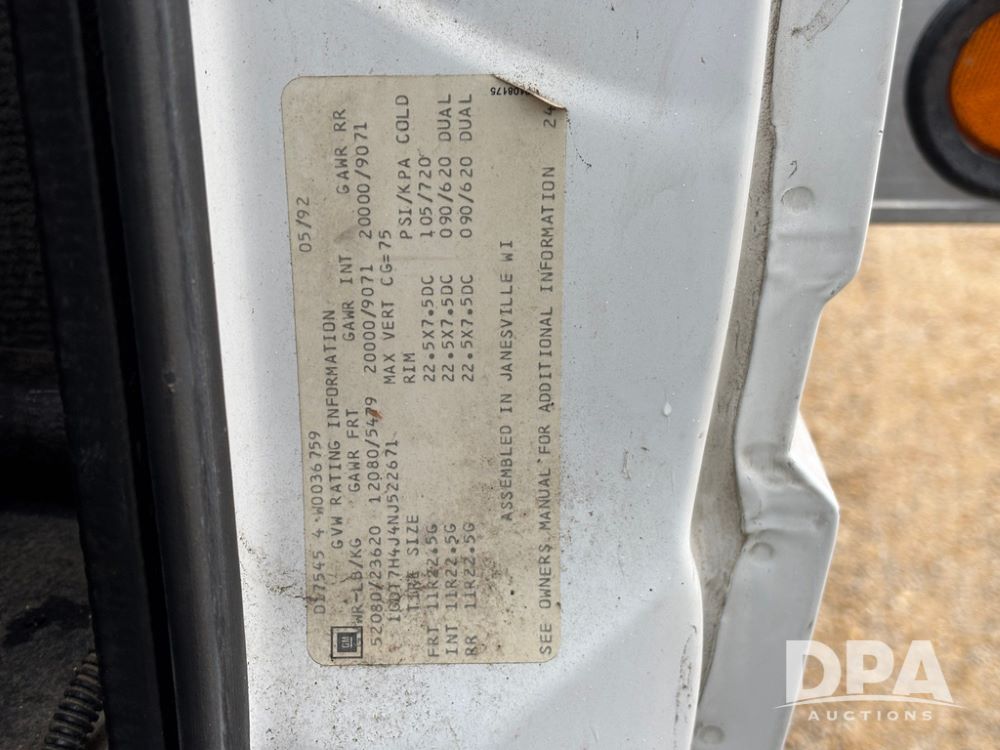 D17545 4 W0036759 05/92
GM
GVW RATING INFORMATION
WR-LB/KG GAWR FRT GAWR INT GAWR RR
52080/23620 12080/5479 20000/9071 20000/9071
1GDT7H4J4NJ522671 MAX VERT CG=75
TIRE SIZE RIM PSI/KPA COLD
FRT 11R22.5G 22.5X7.5DC 105/720
INT 11R22.5G 22.5X7.5DC 090/620 DUAL
RR 11R22.5G 22.5X7.5DC 090/620 DUAL
ASSEMBLED IN JANESVILLE WI
SEE OWNERS MANUAL FOR ADDITIONAL INFORMATION 24
108175
DPA
AUCTIONS